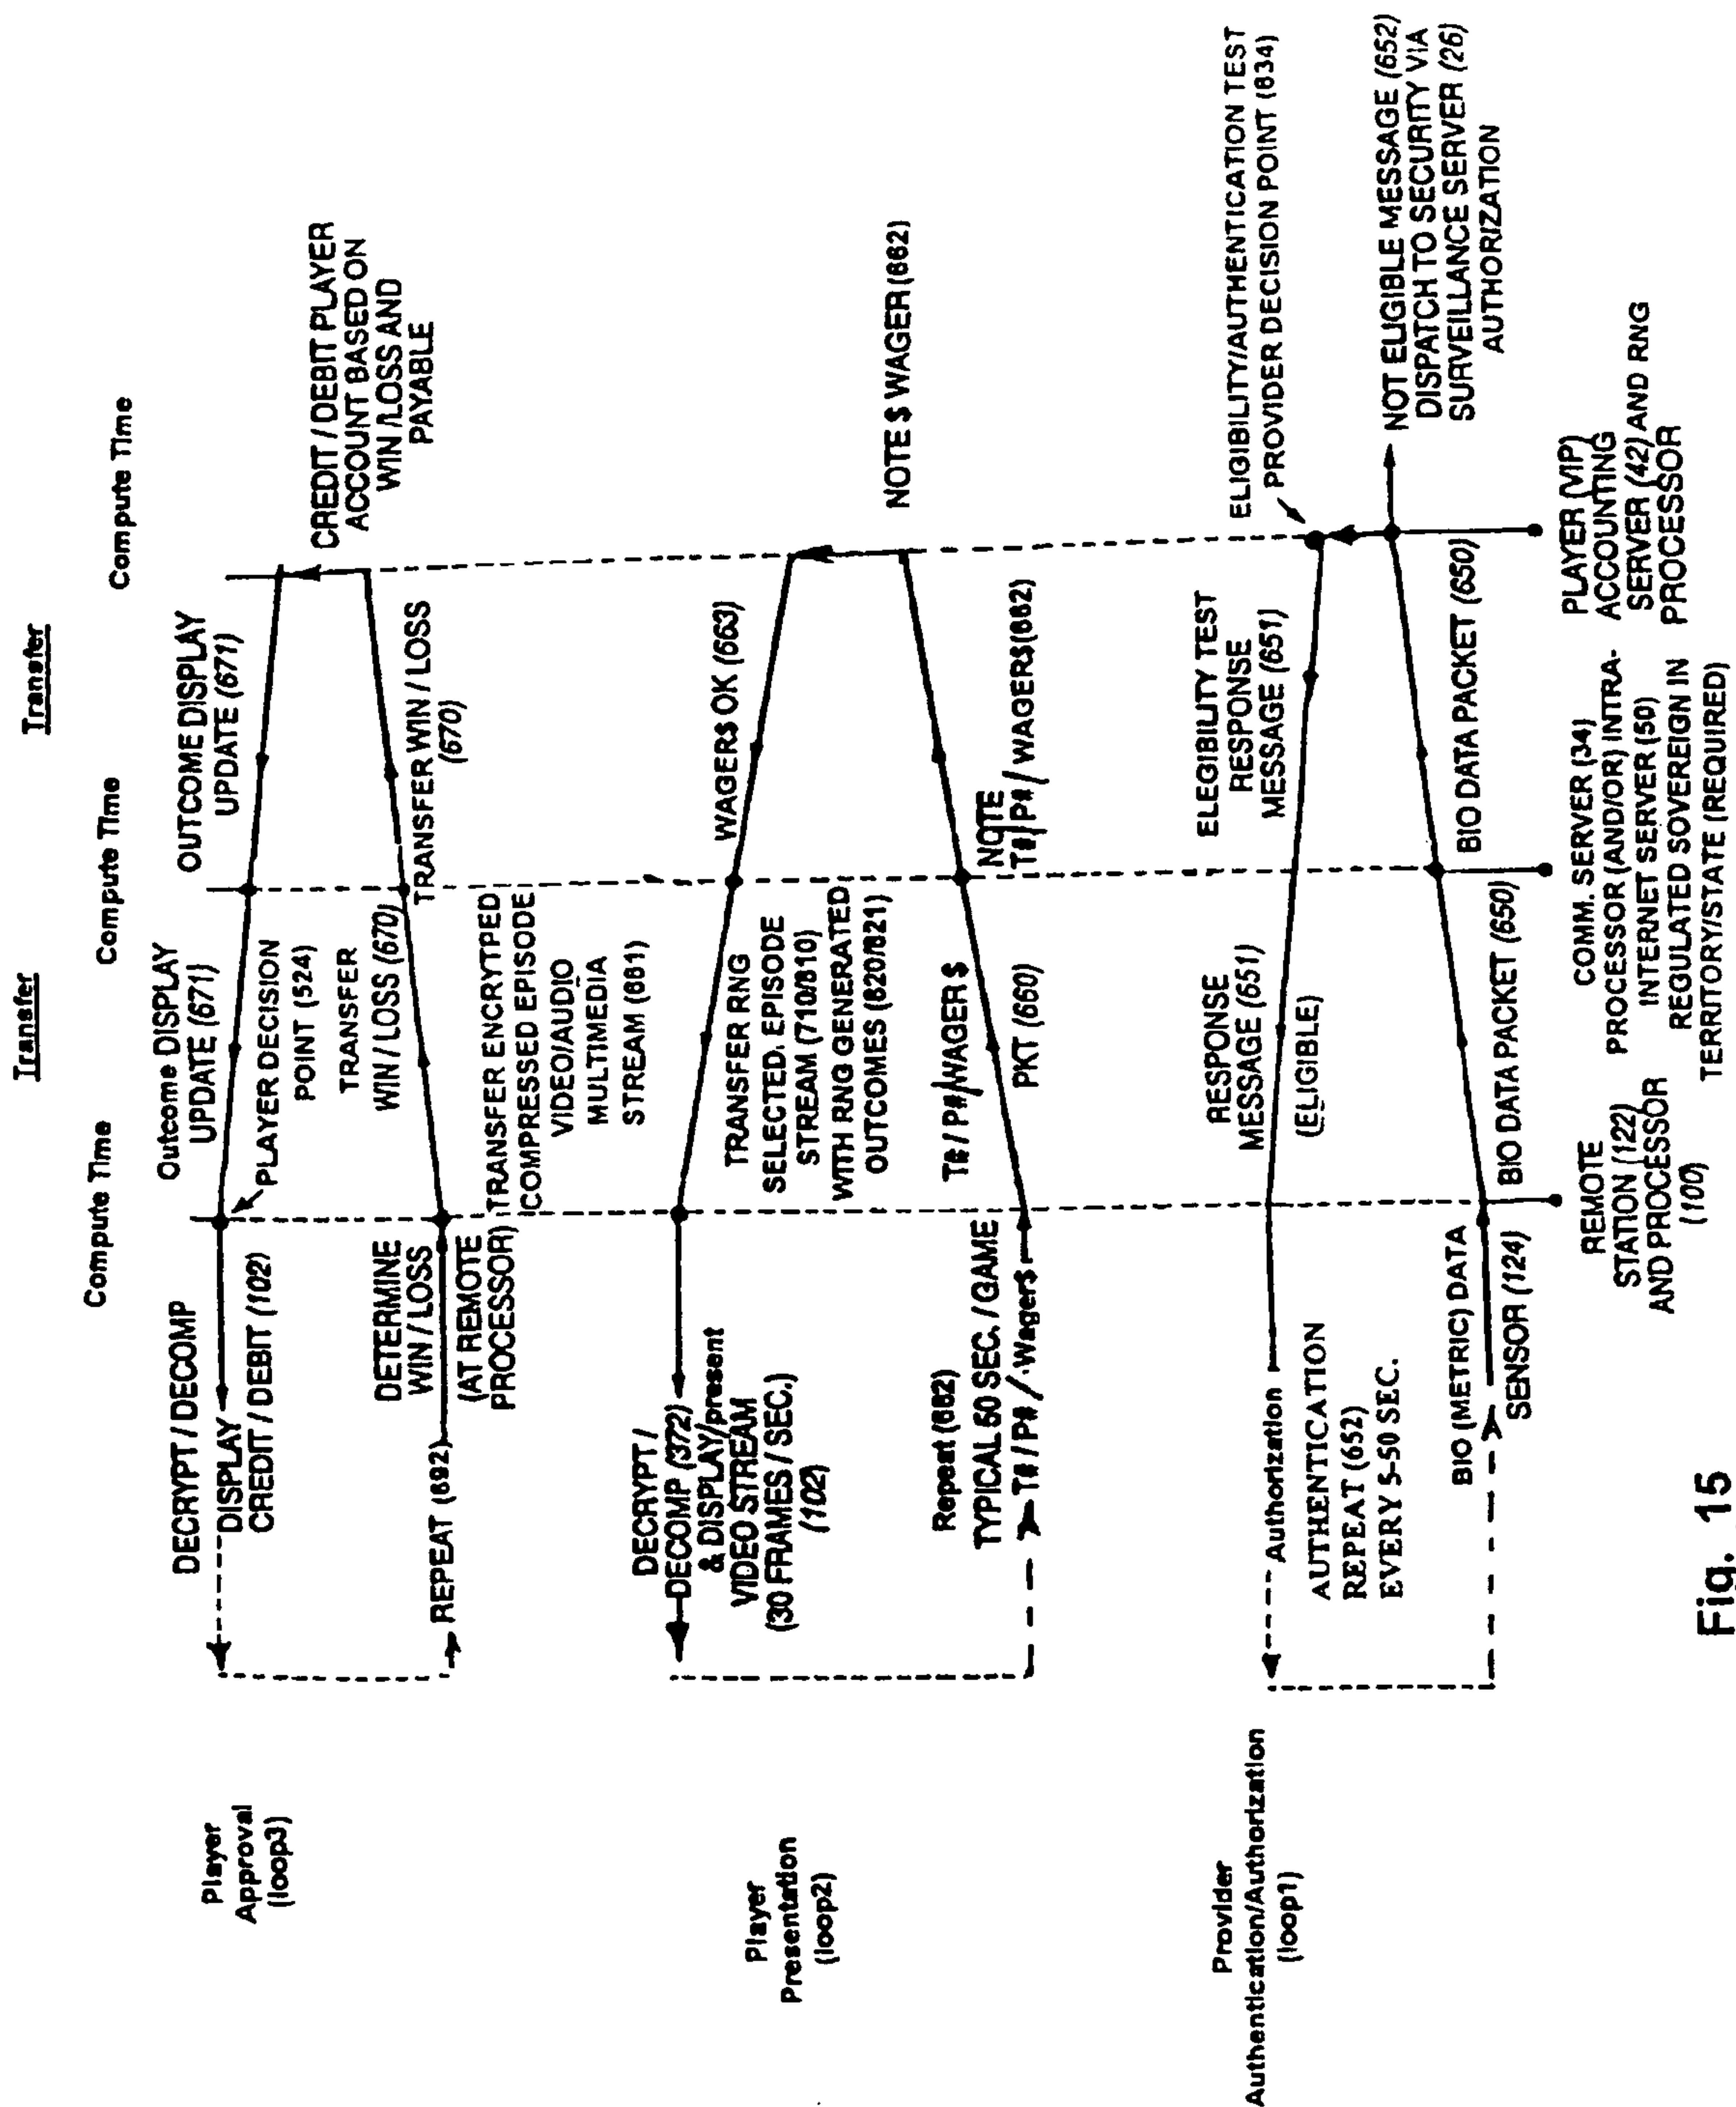 Transfer
Transfer
Compute Time
Compute Time
Compute Time
Player
Approval
(loop3)
DECRYPT / DECOMP
DISPLAY
CREDIT / DEBIT (102)
Outcome DISPLAY
UPDATE (671)
PLAYER DECISION
POINT (524)
OUTCOME DISPLAY
UPDATE (671)
CREDIT / DEBIT PLAYER
ACCOUNT BASED ON
WIN / LOSS AND
PAYABLE
REPEAT (692)
DETERMINE
WIN / LOSS
(AT REMOTE
PROCESSOR)
TRANSFER
WIN / LOSS (670)
TRANSFER WIN / LOSS
(670)
TRANSFER ENCRYTPED
COMPRESSED EPISODE
VIDEO/AUDIO
MULTIMEDIA
STREAM (681)
Player
Presentation
(loop2)
DECRYPT /
DECOMP (372)
& DISPLAY/present
VIDEO STREAM
(30 FRAMES / SEC.)
(102)
TRANSFER RNG
SELECTED. EPISODE
STREAM (710/810)
WITH RNG GENERATED
OUTCOMES (820/821)
WAGER$ OK (663)
NOTE $ WAGER (662)
Repeat (682)
TYPICAL 50 SEC. / GAME
T# / P# / Wager$
T# / P# / WAGER $
PKT (660)
NOTE
T#/P#/ WAGER$ (662)
Provider
Authentication/Authorization
(loop1)
Authorization
AUTHENTICATION
REPEAT (652)
EVERY 5-50 SEC.
RESPONSE
MESSAGE (651)
(ELIGIBLE)
ELEGIBILITY TEST
RESPONSE
MESSAGE (651)
ELIGIBILITY/AUTHENTICATION TEST
PROVIDER DECISION POINT (634)
NOT ELIGIBLE MESSAGE (652)
DISPATCH TO SECURITY VIA
SURVEILLANCE SERVER (26)
AUTHORIZATION
BIO (METRIC) DATA
SENSOR (124)
BIO DATA PACKET (650)
BIO DATA PACKET (650)
REMOTE
STATION (122)
AND PROCESSOR
(100)
COMM. SERVER (34)
PROCESSOR (AND/OR) INTRA-
INTERNET SERVER (50)
REGULATED SOVEREIGN IN
TERRITORY/STATE (REQUIRED)
PLAYER (VIP)
ACCOUNTING
SERVER (42) AND RNG
PROCESSOR
Fig. 15